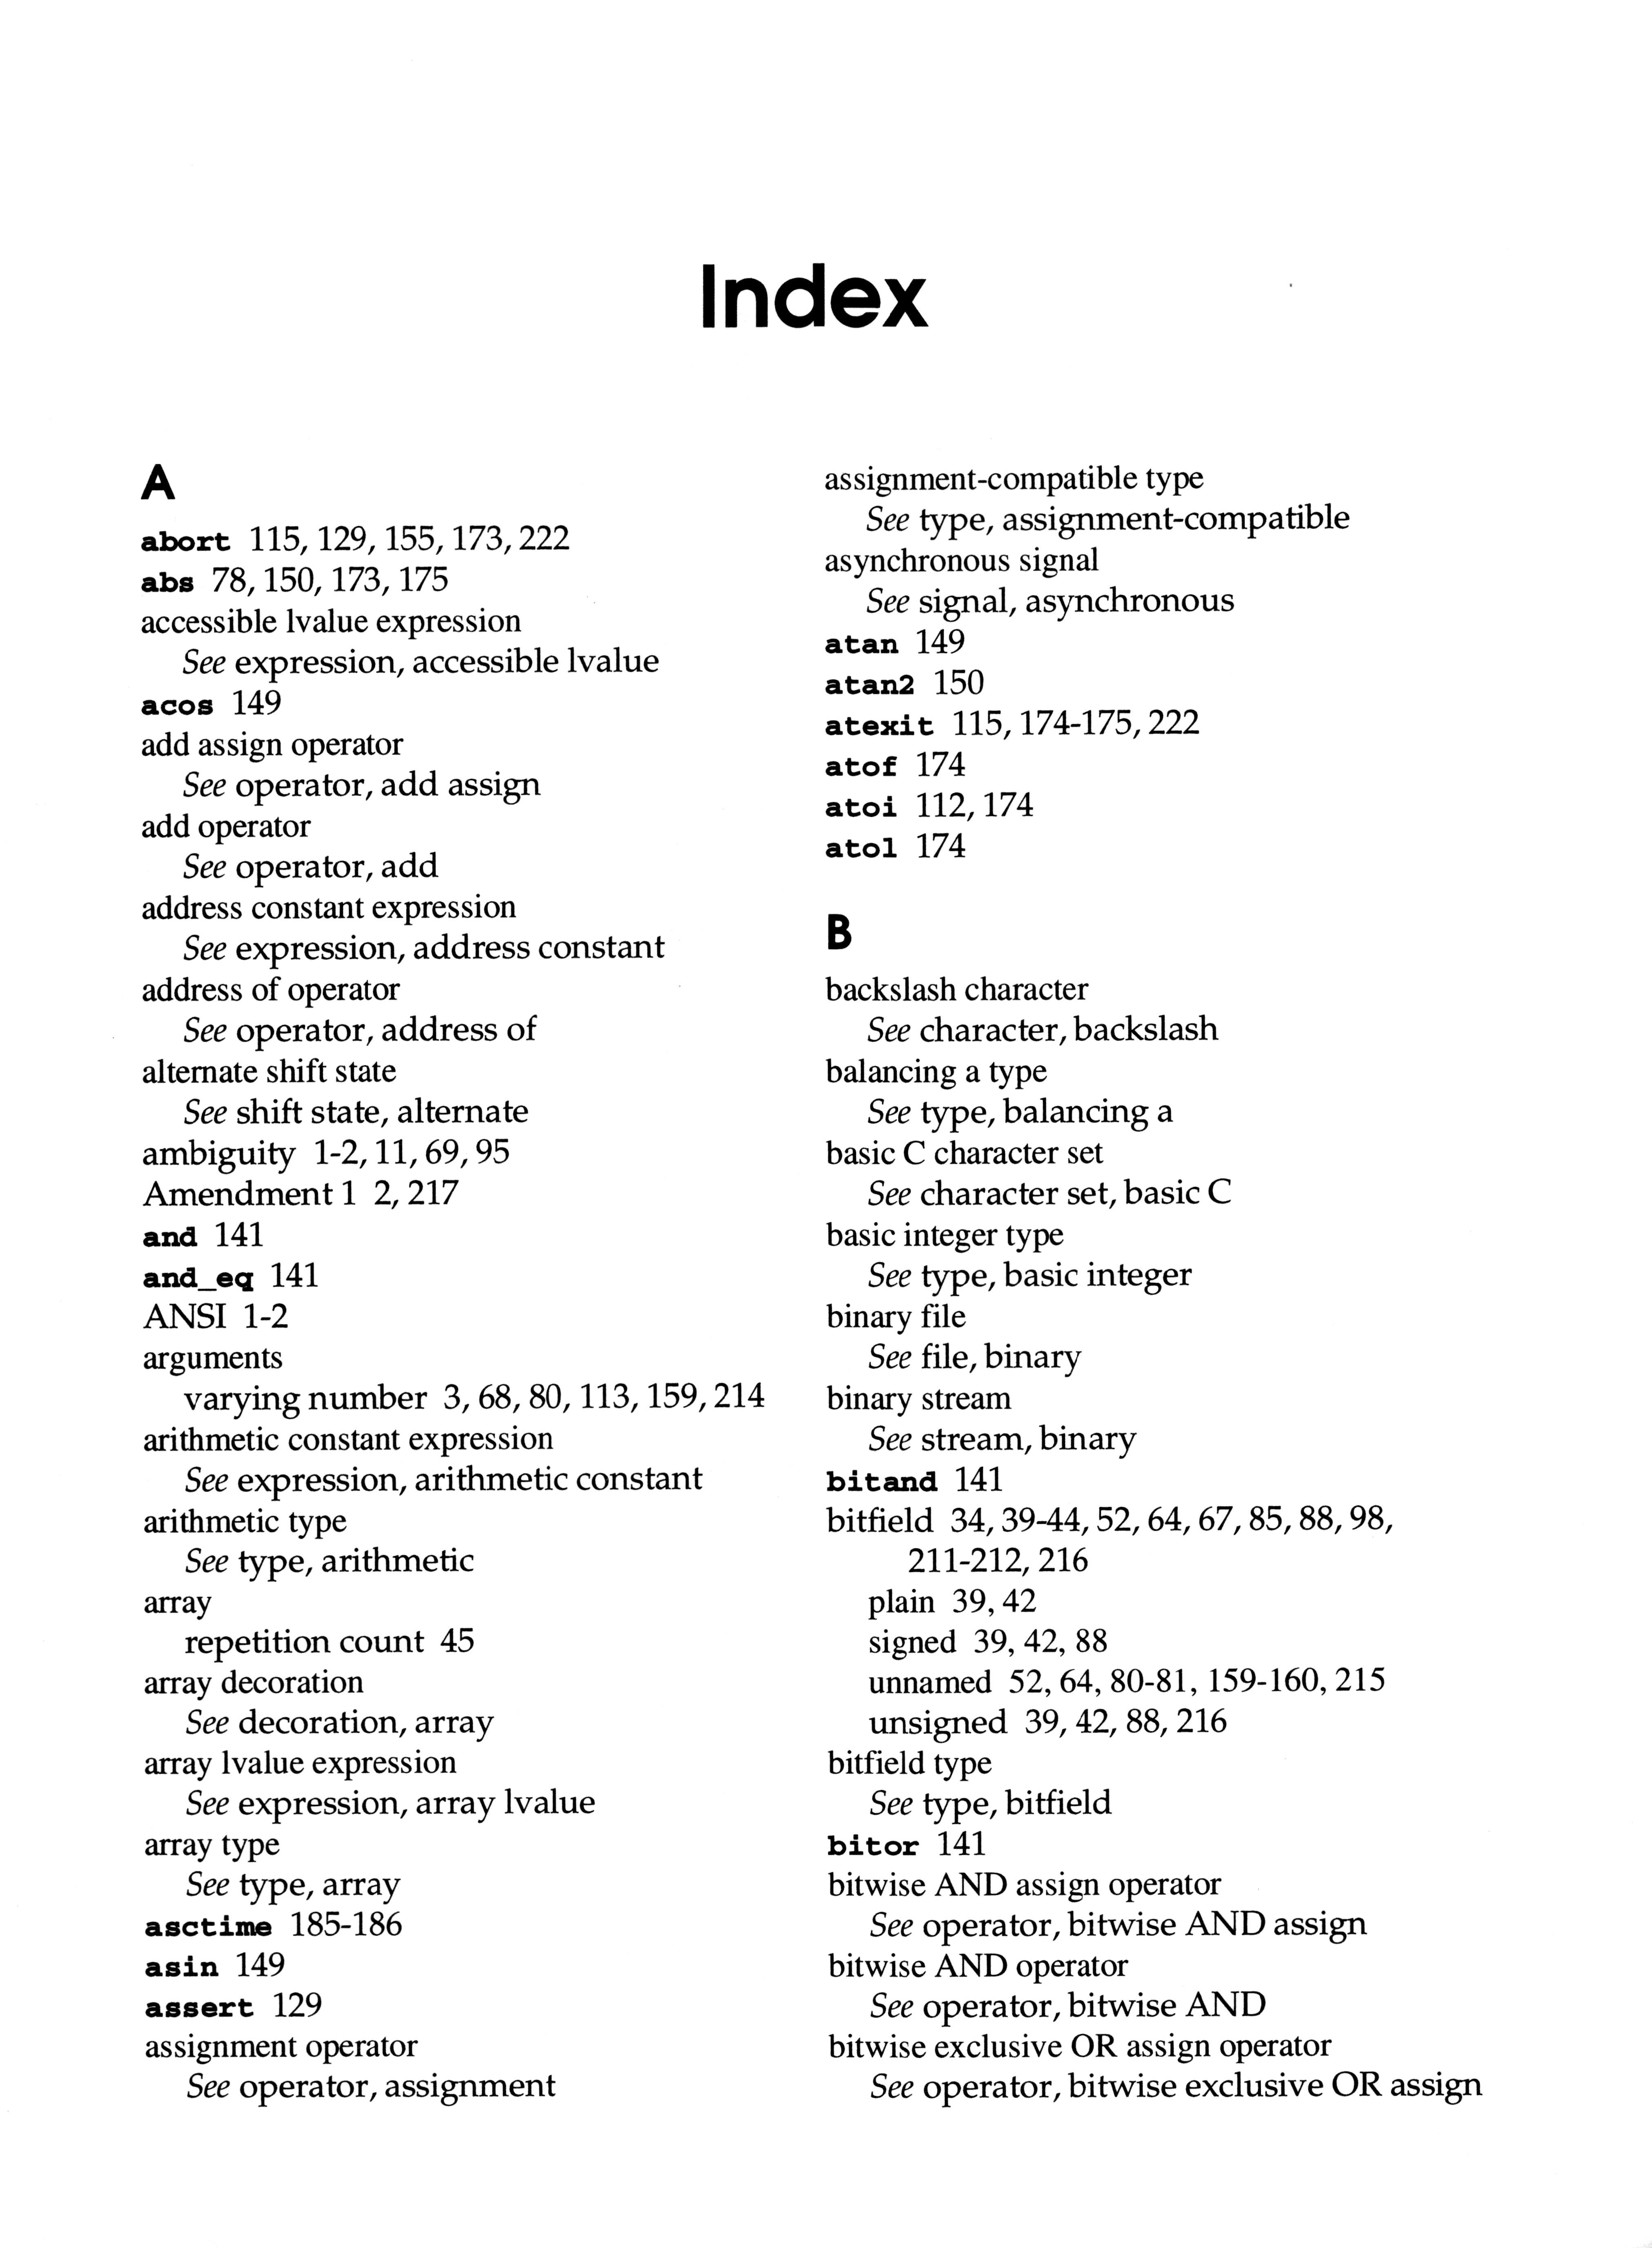 Index
A
abort 115, 129, 155, 173, 222
abs 78, 150, 173, 175
accessible lvalue expression
See expression, accessible lvalue
acos 149
add assign operator
See operator, add assign
add operator
See operator, add
address constant expression
See expression, address constant
address of operator
See operator, address of
alternate shift state
See shift state, alternate
ambiguity 1-2, 11, 69, 95
Amendment 1 2, 217
and 141
and_eq 141
ANSI 1-2
arguments
varying number 3, 68, 80, 113, 159, 214
arithmetic constant expression
See expression, arithmetic constant
arithmetic type
See type, arithmetic
array
repetition count 45
array decoration
See decoration, array
array lvalue expression
See expression, array lvalue
array type
See type, array
asctime 185-186
asin 149
assert 129
assignment operator
See operator, assignment
assignment-compatible type
See type, assignment-compatible
asynchronous signal
See signal, asynchronous
atan 149
atan2 150
atexit 115, 174-175, 222
atof 174
atoi 112, 174
atol 174
B
backslash character
See character, backslash
balancing a type
See type, balancing a
basic C character set
See character set, basic C
basic integer type
See type, basic integer
binary file
See file, binary
binary stream
See stream, binary
bitand 141
bitfield 34, 39-44, 52, 64, 67, 85, 88, 98,
211-212, 216
plain 39, 42
signed 39, 42, 88
unnamed 52, 64, 80-81, 159-160, 215
unsigned 39, 42, 88, 216
bitfield type
See type, bitfield
bitor 141
bitwise AND assign operator
See operator, bitwise AND assign
bitwise AND operator
See operator, bitwise AND
bitwise exclusive OR assign operator
See operator, bitwise exclusive OR assign